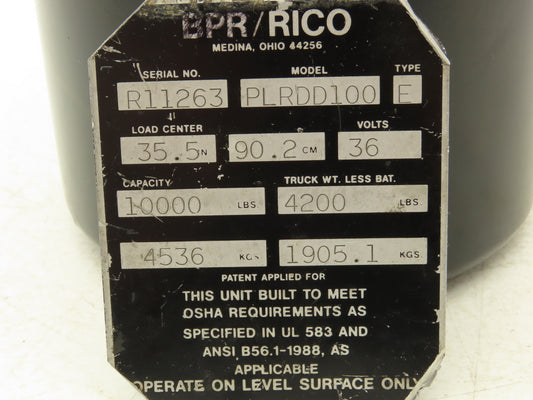 BPR/RICO
MEDINA, OHIO 44256
SERIAL NO. MODEL TYPE
R11263 PLRDD100 E
LOAD CENTER VOLTS
35.5 IN 90.2 CM 36
CAPACITY TRUCK WT. LESS BAT.
10000 LBS 4200 LBS.
4536 KGS 1905.1 KGS.
PATENT APPLIED FOR
THIS UNIT BUILT TO MEET
OSHA REQUIREMENTS AS
SPECIFIED IN UL 583 AND
ANSI B56.1-1988, AS
APPLICABLE
OPERATE ON LEVEL SURFACE ONLY